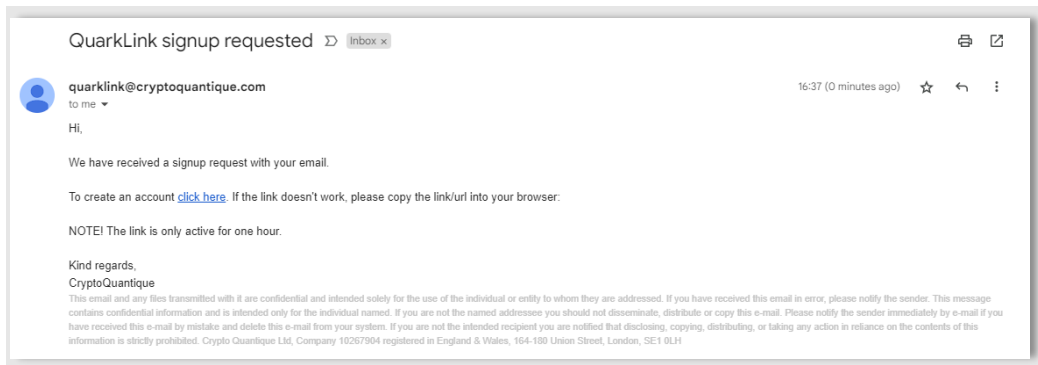 QuarkLink signup requested Inbox ×
quarklink@cryptoquantique.com 16:37 (0 minutes ago)
to me
Hi,
We have received a signup request with your email.
To create an account click here. If the link doesn't work, please copy the link/url into your browser:
NOTE! The link is only active for one hour.
Kind regards,
CryptoQuantique
This email and any files transmitted with it are confidential and intended solely for the use of the individual or entity to whom they are addressed. If you have received this email in error, please notify the sender. This message
contains confidential information and is intended only for the individual named. If you are not the named addressee you should not disseminate, distribute or copy this e-mail. Please notify the sender immediately by e-mail if you
have received this e-mail by mistake and delete this e-mail from your system. If you are not the intended recipient you are notified that disclosing, copying, distributing, or taking any action in reliance on the contents of this
information is strictly prohibited. Crypto Quantique Ltd, Company 10267904 registered in England & Wales, 164-180 Union Street, London, SE1 0LH